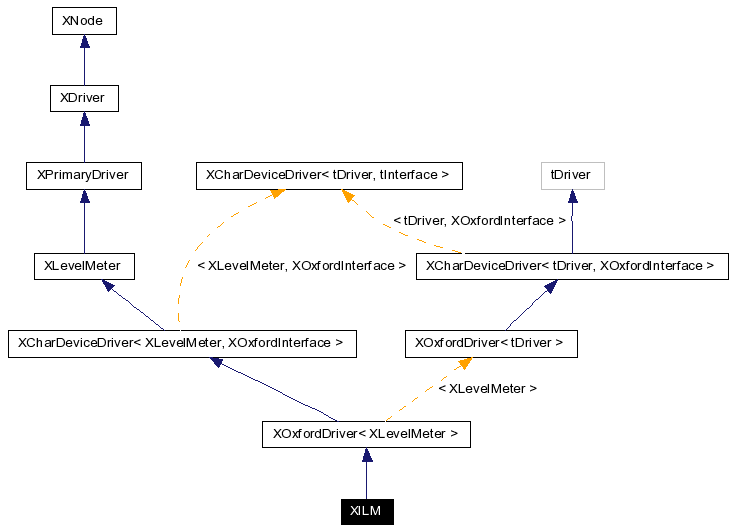 XNode
XDriver
XPrimaryDriver
XCharDeviceDriver< tDriver, tInterface >
tDriver
< tDriver, XOxfordInterface >
XLevelMeter
< XLevelMeter, XOxfordInterface >
XCharDeviceDriver< tDriver, XOxfordInterface >
XCharDeviceDriver< XLevelMeter, XOxfordInterface >
XOxfordDriver< tDriver >
< XLevelMeter >
XOxfordDriver< XLevelMeter >
XILM